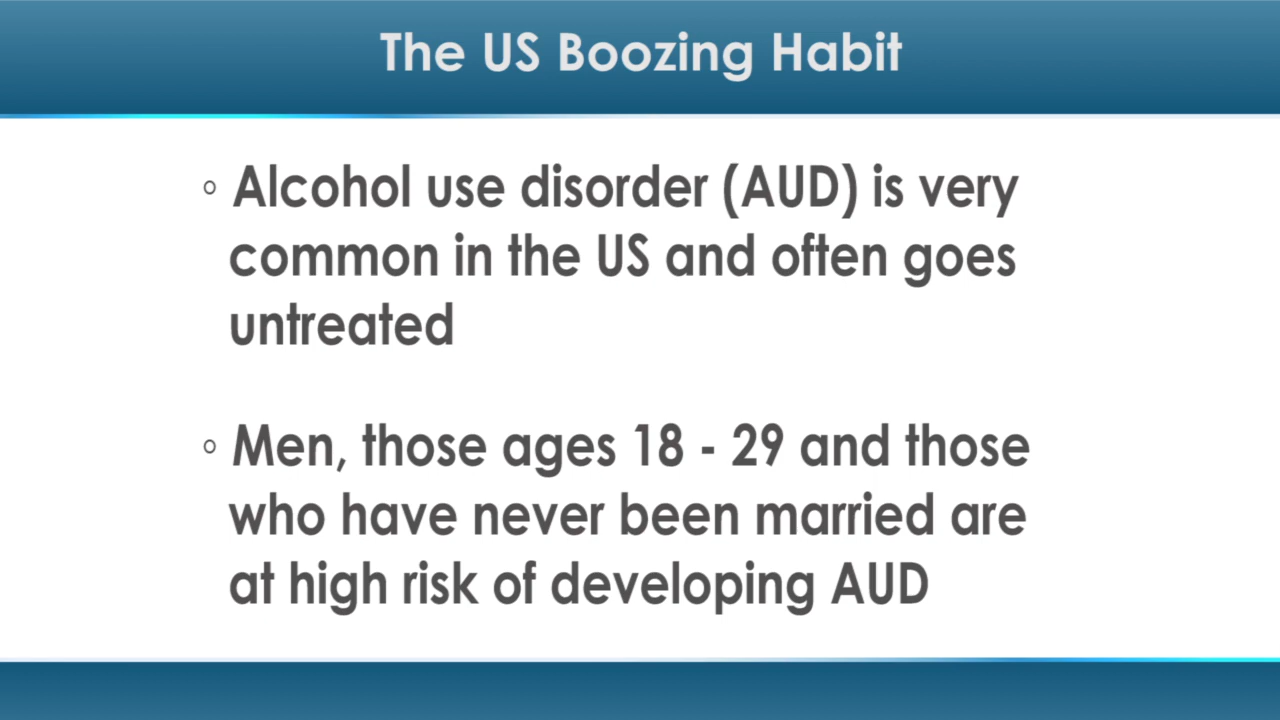 The US Boozing Habit
◦ Alcohol use disorder (AUD) is very
common in the US and often goes
untreated
◦ Men, those ages 18 - 29 and those
who have never been married are
at high risk of developing AUD